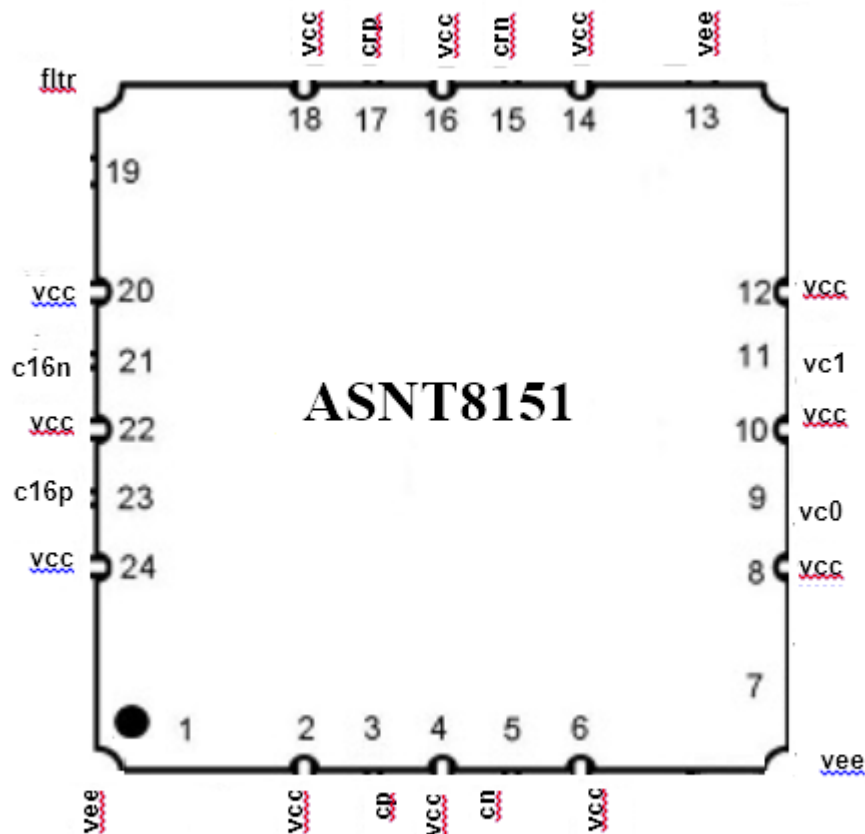 vcc crp vcc crn vcc vee
fltr
18 17 16 15 14 13
19
vcc 20 12 vcc
c16n 21 11 vc1
ASNT8151
vcc 22 10 vcc
c16p 23 9 vc0
vcc 24 8 vcc
7
1 2 3 4 5 6
vee
vee vcc cp vcc cn vcc